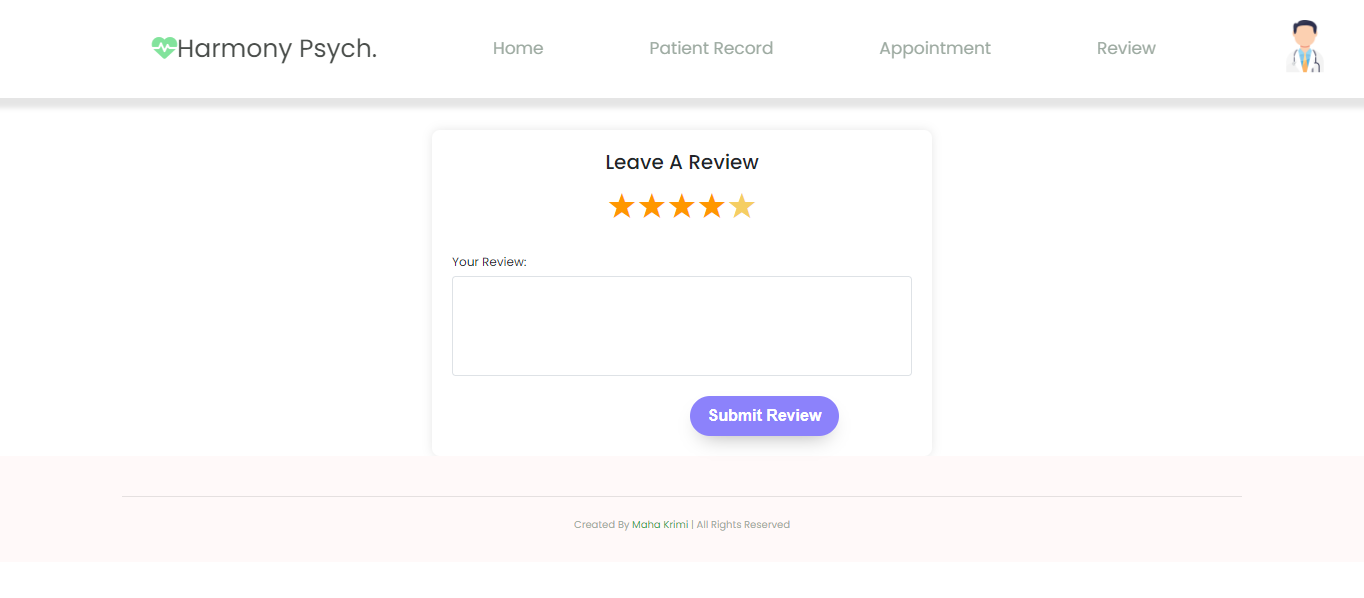 Harmony Psych.
Home
Patient Record
Appointment
Review
Leave A Review
Your Review:
Submit Review
Created By Maha Krimi | All Rights Reserved